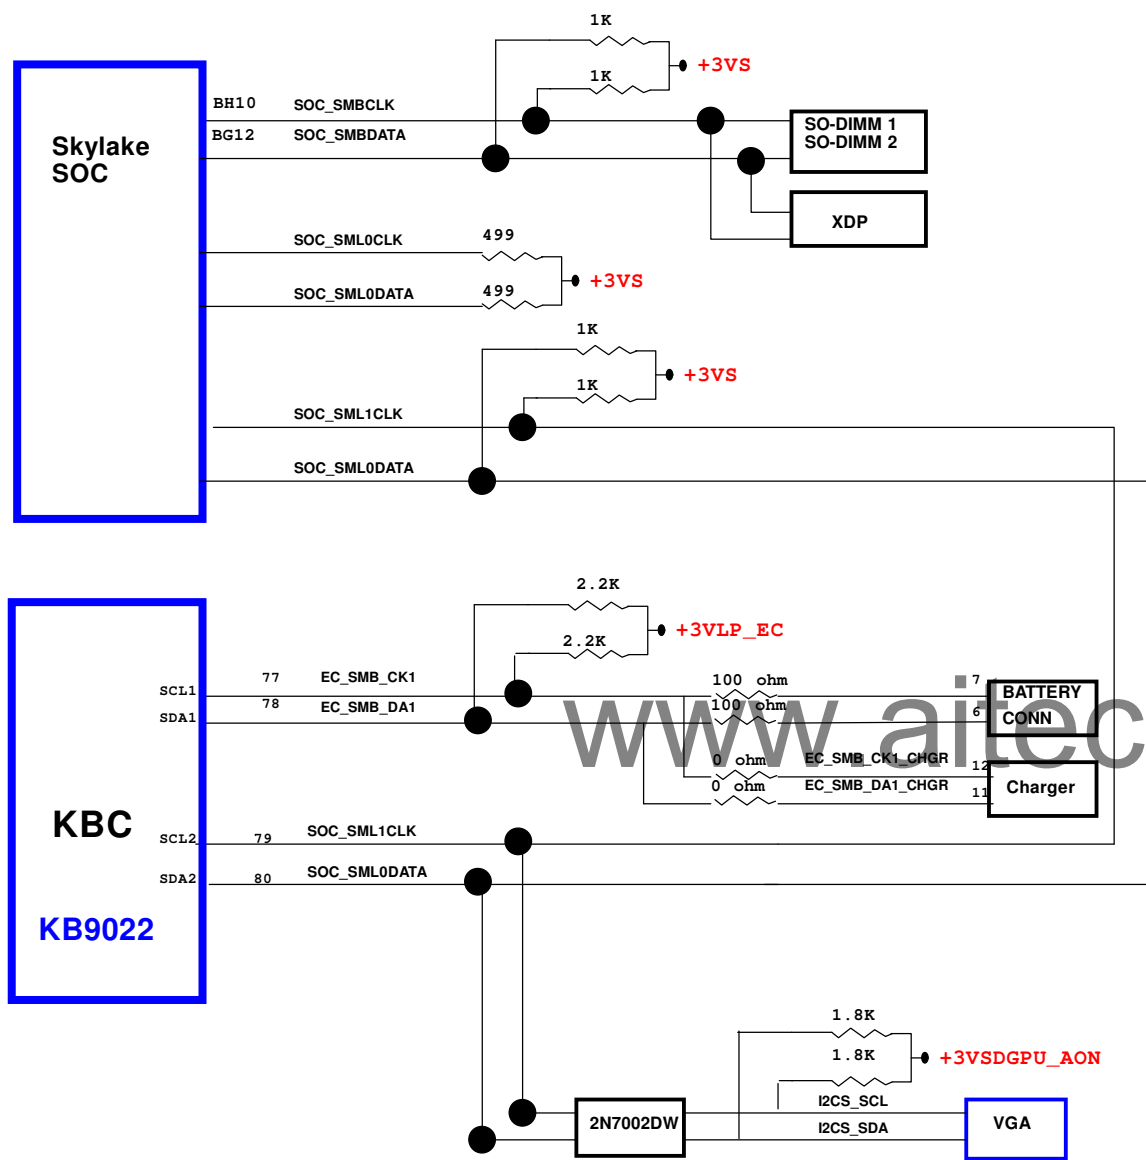 1K
+3VS
1K
BH10 SOC_SMBCLK
BG12 SOC_SMBDATA
Skylake
SOC
SO-DIMM 1
SO-DIMM 2
XDP
SOC_SML0CLK 499
+3VS
SOC_SML0DATA 499
1K
+3VS
1K
SOC_SML1CLK
SOC_SML0DATA
2.2K
+3VLP_EC
2.2K
SCL1 77 EC_SMB_CK1 100 ohm 7
SDA1 78 EC_SMB_DA1 100 ohm 6
BATTERY
CONN
www.aitec
0 ohm EC_SMB_CK1_CHGR 12
0 ohm EC_SMB_DA1_CHGR 11
Charger
KBC
SCL2 79 SOC_SML1CLK
SDA2 80 SOC_SML0DATA
KB9022
1.8K
1.8K
+3VSDGPU_AON
2N7002DW
I2CS_SCL
I2CS_SDA
VGA